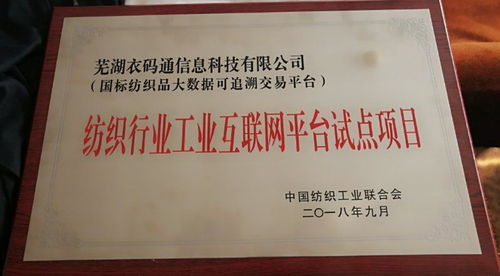 芜湖衣码通信息科技有限公司
（国标纺织品大数据可追溯交易平台）
纺织行业工业互联网平台试点项目
中国纺织工业联合会
二〇一八年九月